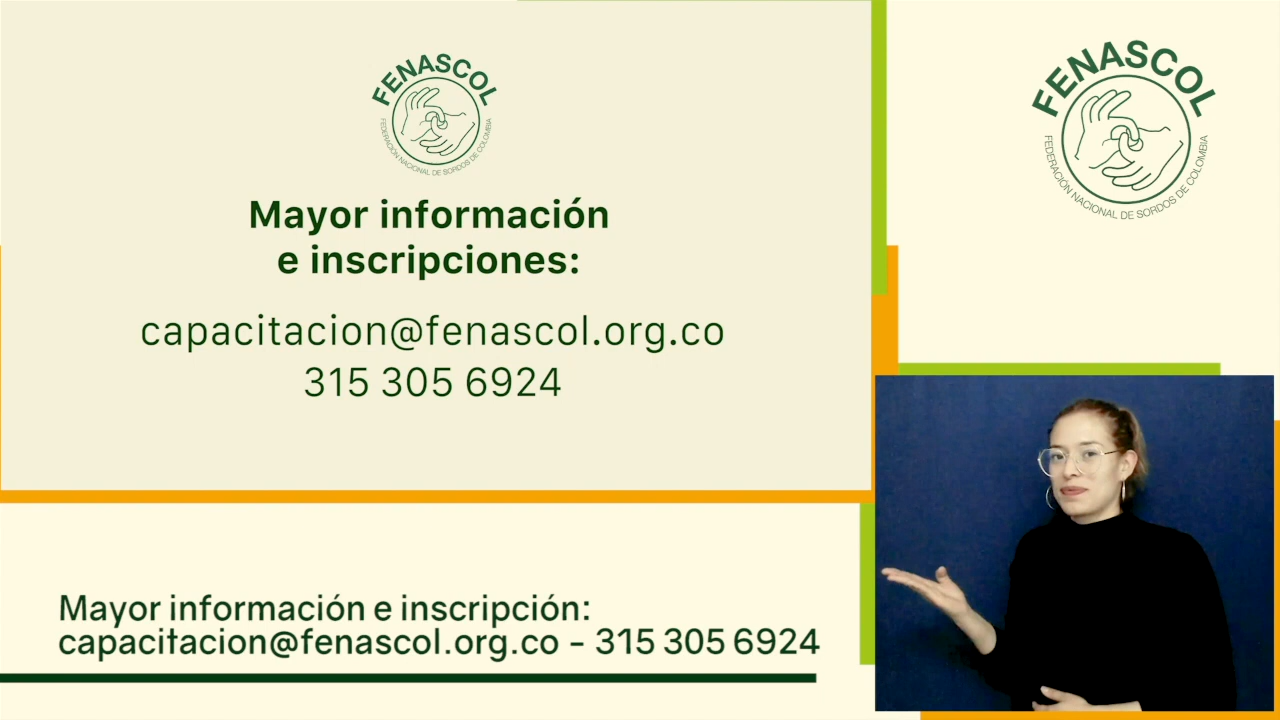 FENASCOL
FEDERACIÓN NACIONAL DE SORDOS DE COLOMBIA
Mayor información
e inscripciones:
capacitacion@fenascol.org.co
315 305 6924
FENASCOL
FEDERACIÓN NACIONAL DE SORDOS DE COLOMBIA
Mayor información e inscripción:
capacitacion@fenascol.org.co - 315 305 6924